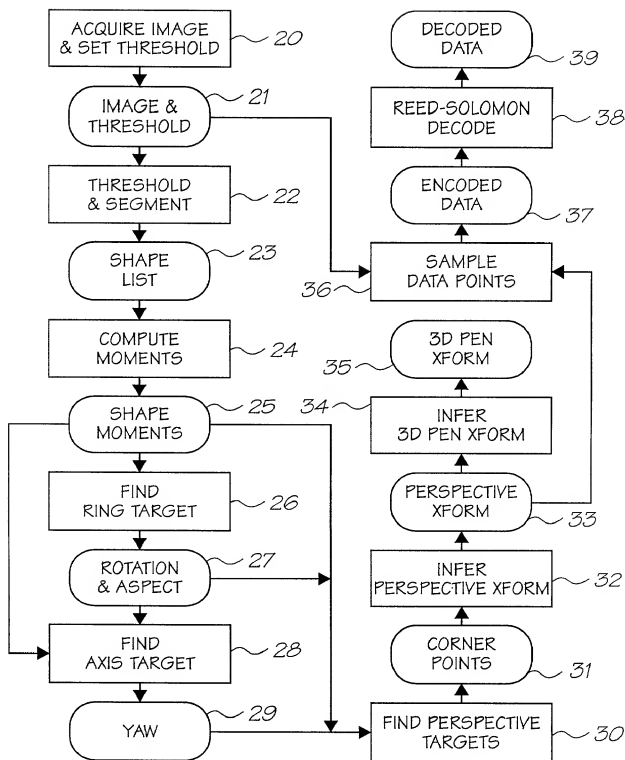 ACQUIRE IMAGE
& SET THRESHOLD
20
IMAGE &
THRESHOLD
21
THRESHOLD
& SEGMENT
22
SHAPE
LIST
23
COMPUTE
MOMENTS
24
SHAPE
MOMENTS
25
FIND
RING TARGET
26
ROTATION
& ASPECT
27
FIND
AXIS TARGET
28
YAW
29
DECODED
DATA
39
REED-SOLOMON
DECODE
38
ENCODED
DATA
37
SAMPLE
DATA POINTS
36
3D PEN
XFORM
35
INFER
3D PEN XFORM
34
PERSPECTIVE
XFORM
33
INFER
PERSPECTIVE XFORM
32
CORNER
POINTS
31
FIND PERSPECTIVE
TARGETS
30